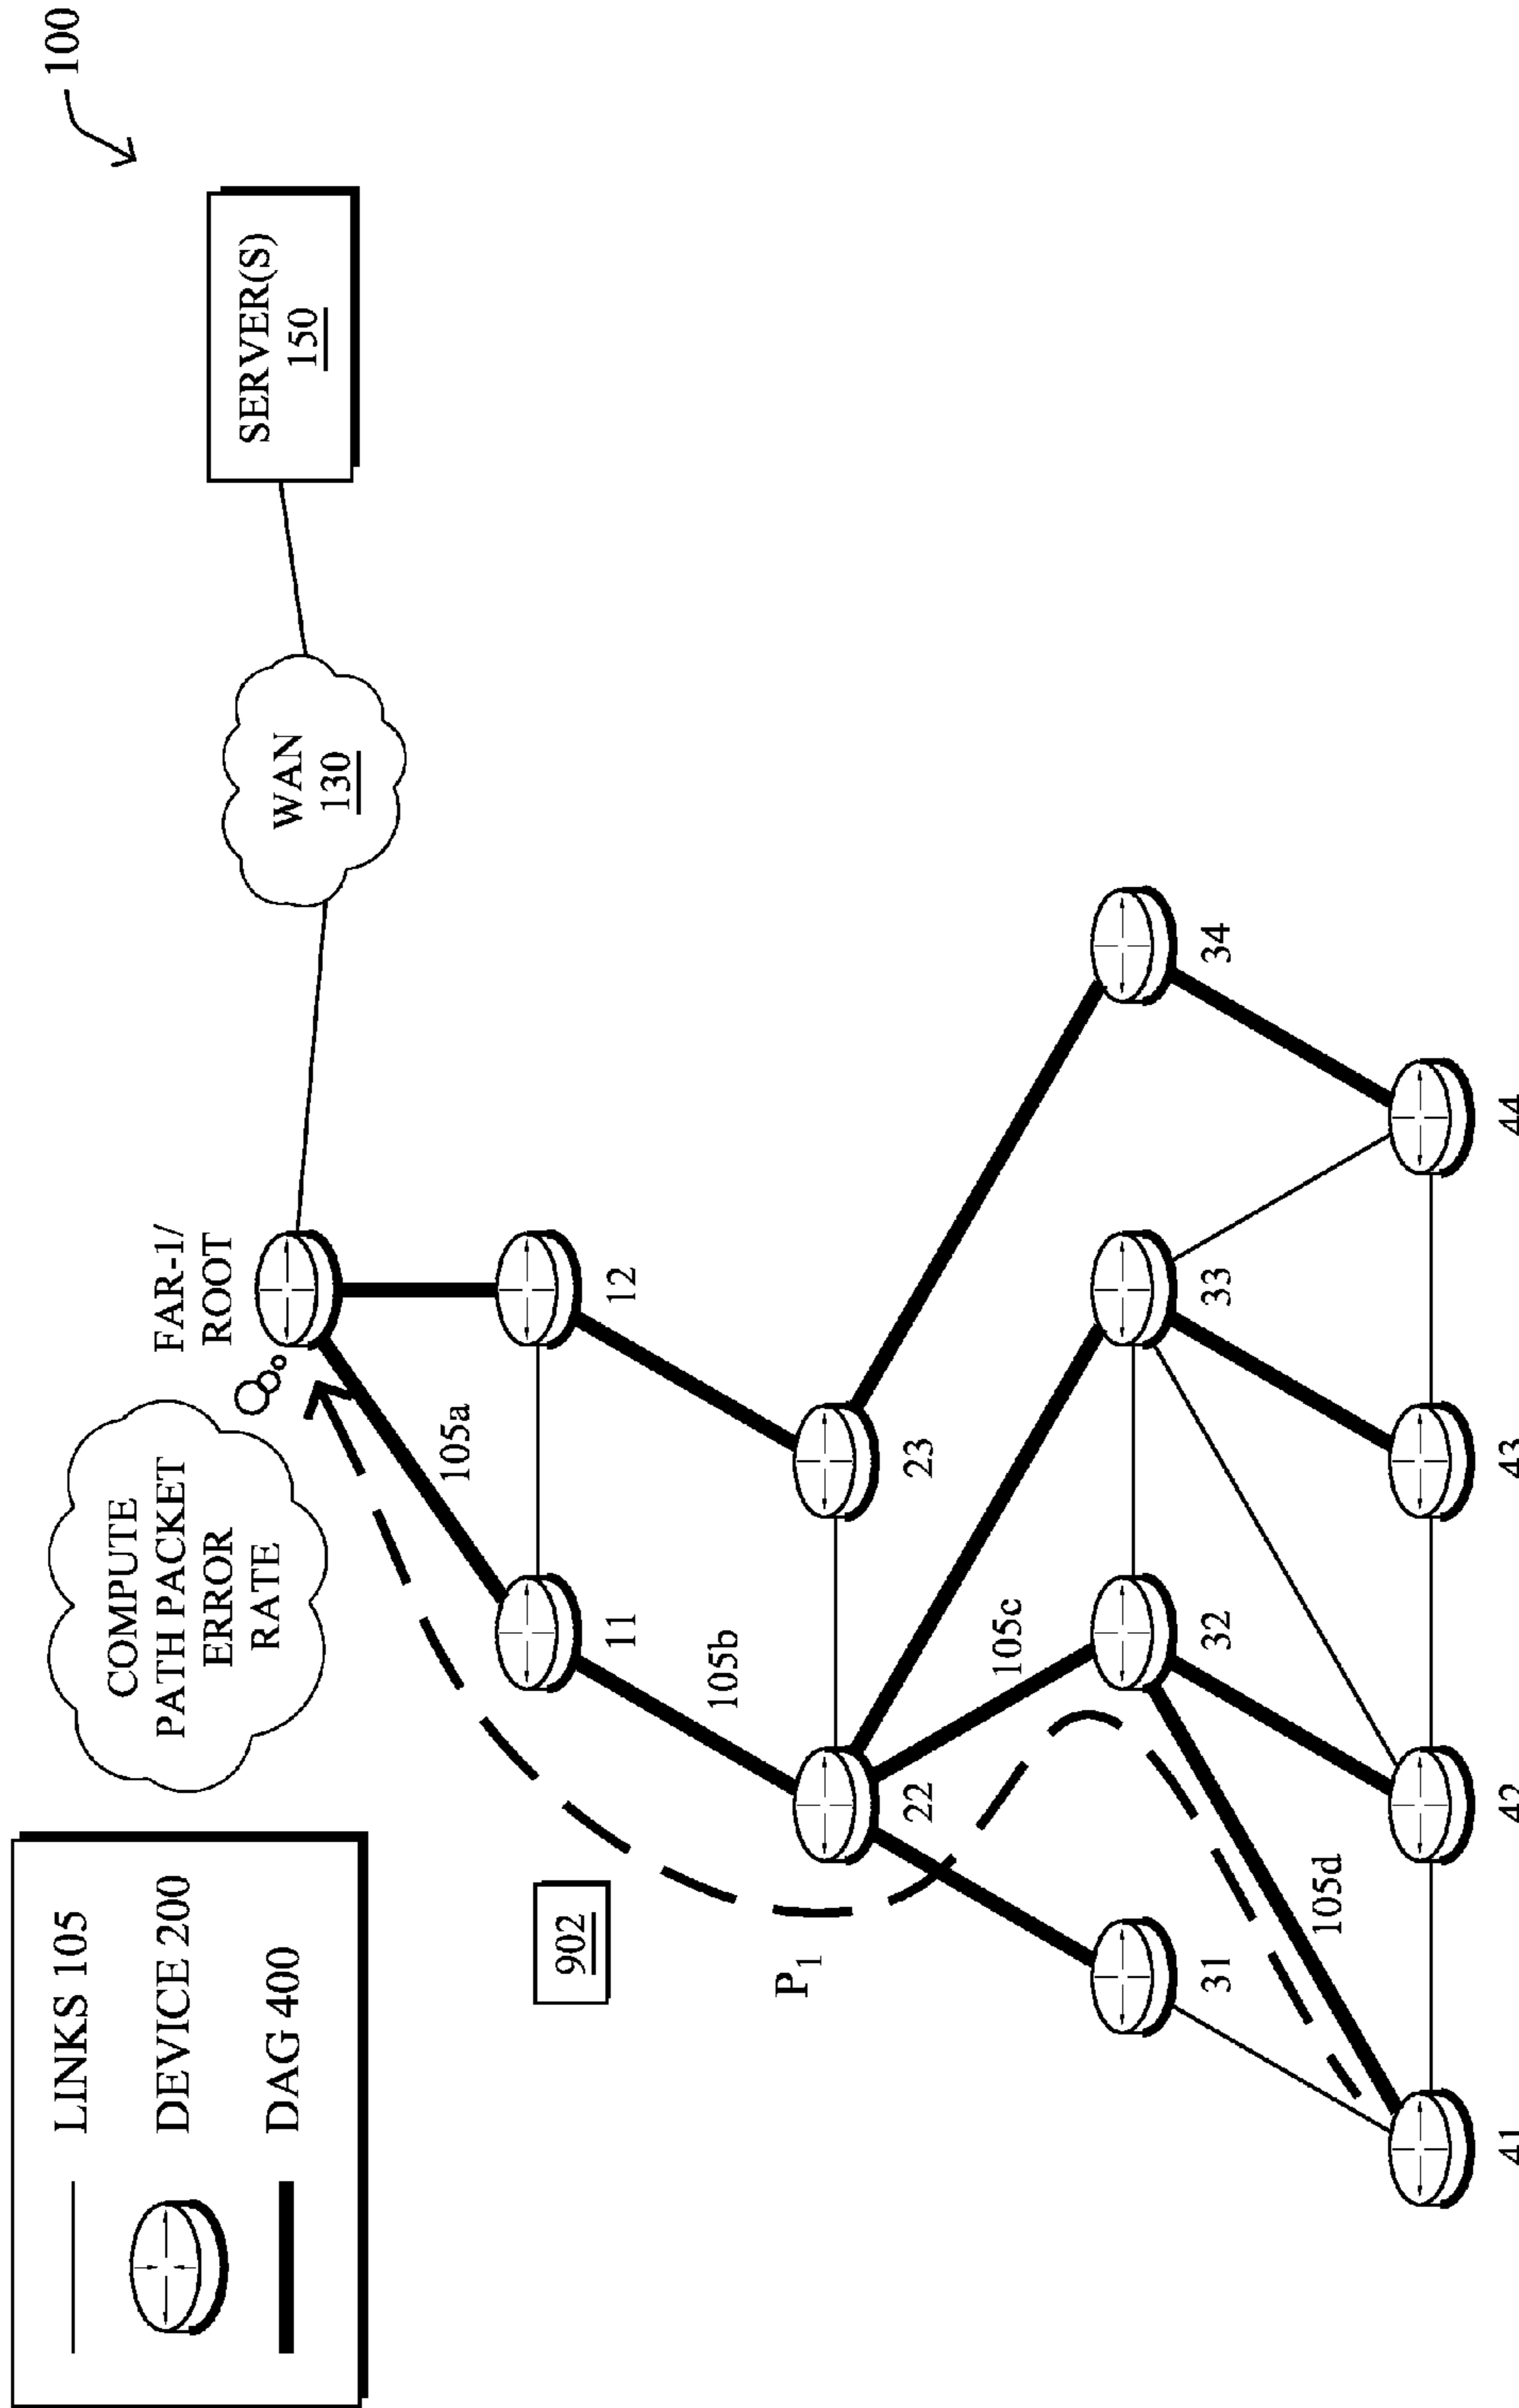 LINKS 105
DEVICE 200
DAG 400
COMPUTE
PATH PACKET
ERROR
RATE
FAR-1/
ROOT
WAN
130
SERVER(S)
150
100
902
P1
105a
11
12
105b
22
23
105c
31
32
33
34
105d
41
42
43
44